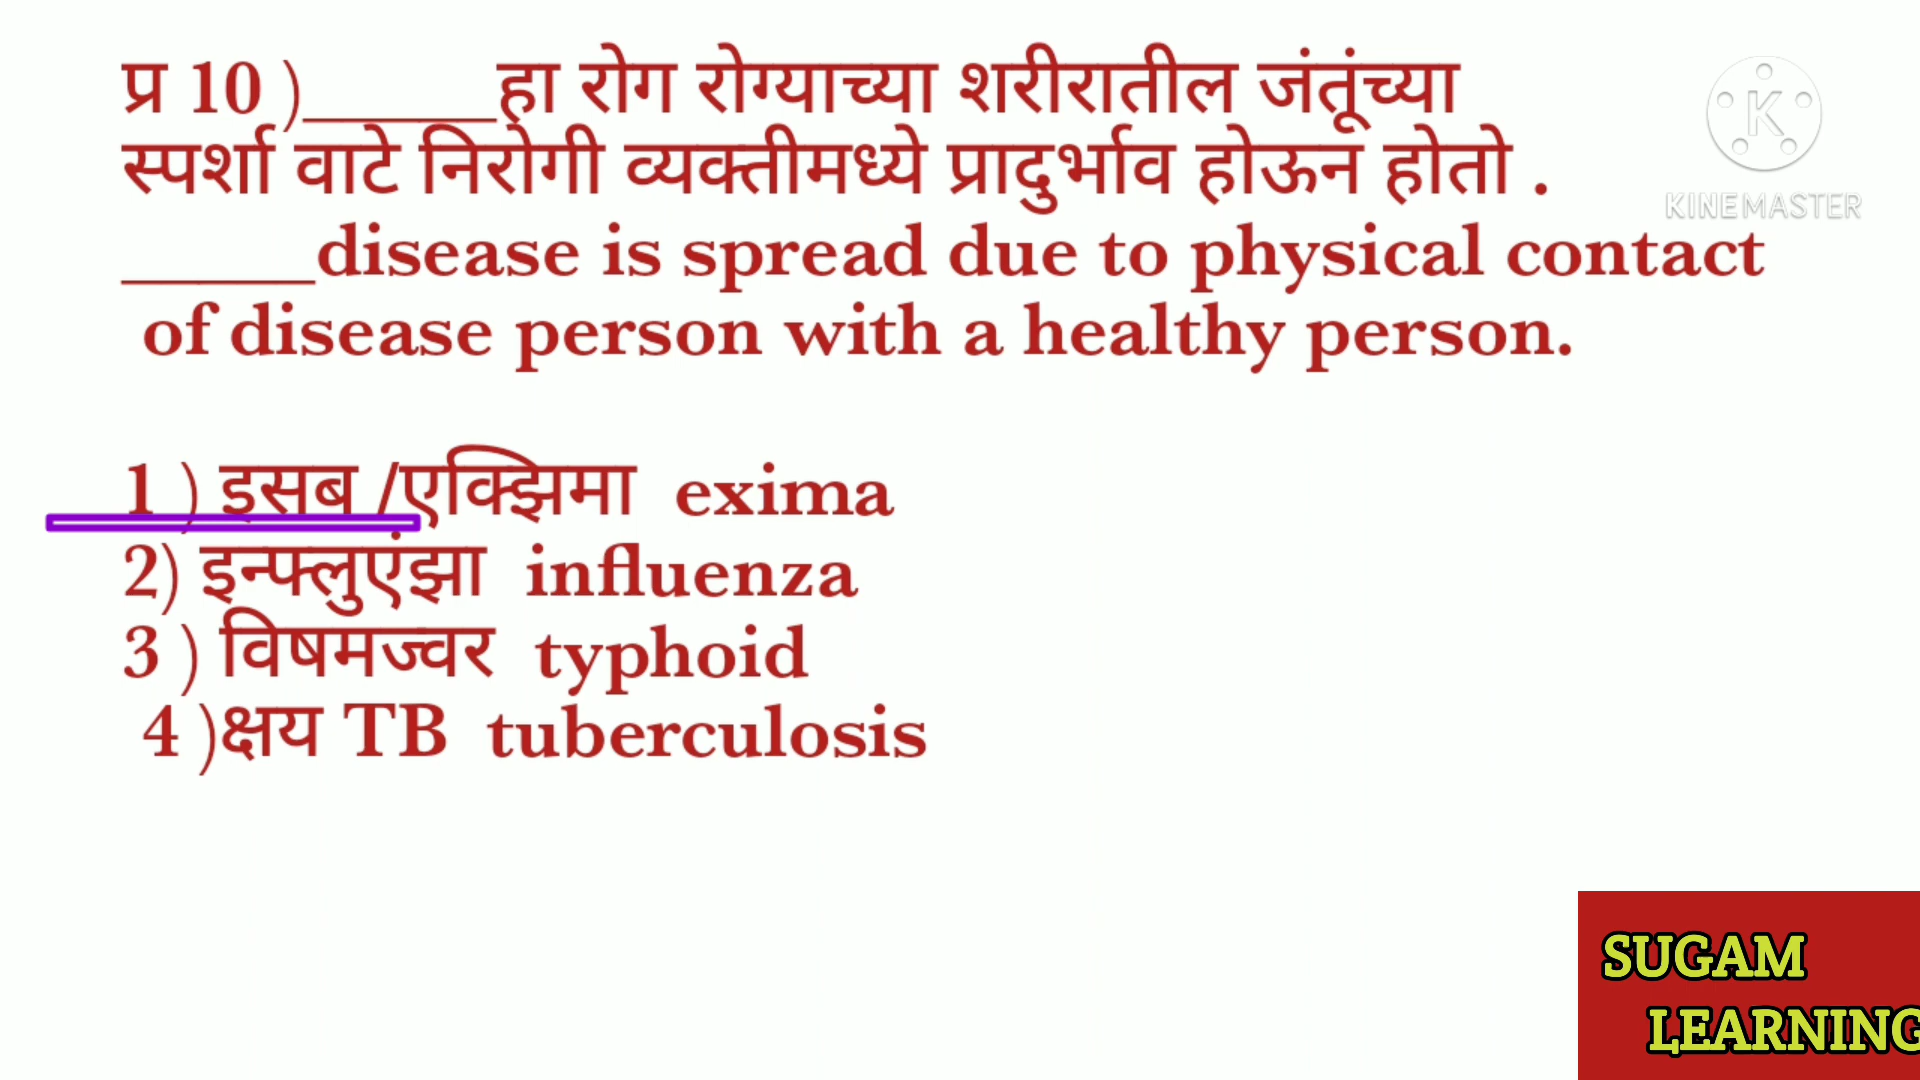 प्र 10 )_____हा रोग रोग्याच्या शरीरातील जंतूंच्या
स्पर्शा वाटे निरोगी व्यक्तीमध्ये प्रादुर्भाव होऊन होतो .
_____disease is spread due to physical contact
of disease person with a healthy person.
1 ) इसब /एक्झिमा exima
2) इन्फ्लुएंझा influenza
3 ) विषमज्वर typhoid
4 )क्षय TB tuberculosis
K
KINEMASTER
SUGAM
LEARNING